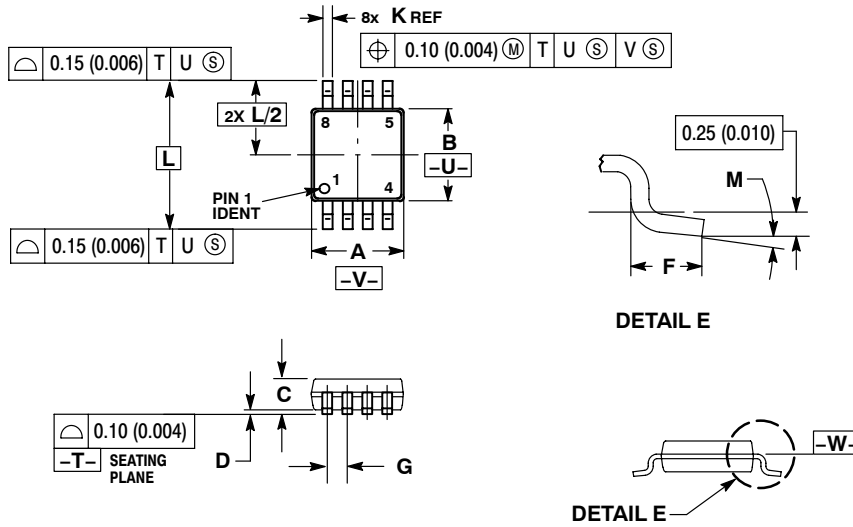 8x K REF
⌖ 0.10 (0.004) Ⓜ T U Ⓢ V Ⓢ
⌓ 0.15 (0.006) T U Ⓢ
2X L/2
L
8 5
B
–U–
PIN 1
IDENT
1 4
⌓ 0.15 (0.006) T U Ⓢ
A
–V–
0.25 (0.010)
M
F
DETAIL E
C
⌓ 0.10 (0.004)
–T– SEATING
PLANE
D
G
–W–
DETAIL E